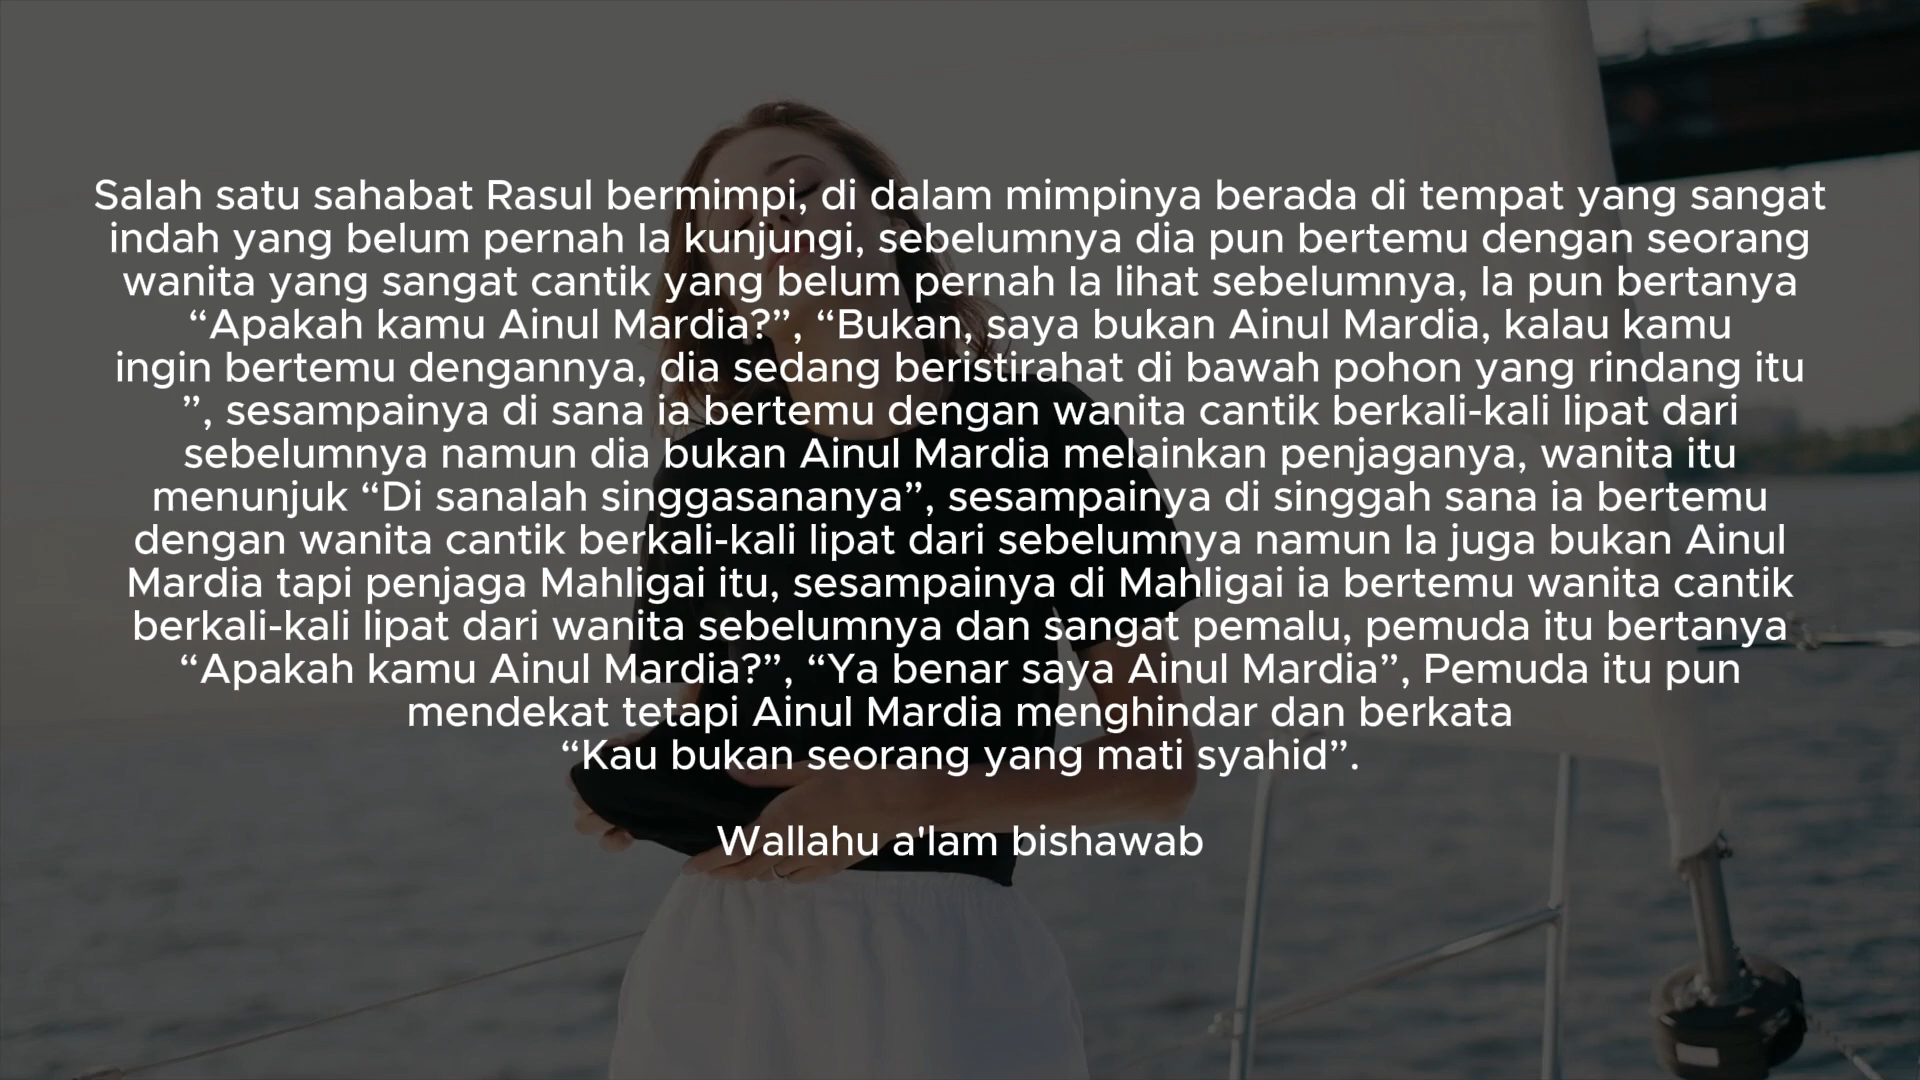 Salah satu sahabat Rasul bermimpi, di dalam mimpinya berada di tempat yang sangat
indah yang belum pernah Ia kunjungi, sebelumnya dia pun bertemu dengan seorang
wanita yang sangat cantik yang belum pernah Ia lihat sebelumnya, Ia pun bertanya
“Apakah kamu Ainul Mardia?”, “Bukan, saya bukan Ainul Mardia, kalau kamu
ingin bertemu dengannya, dia sedang beristirahat di bawah pohon yang rindang itu
”, sesampainya di sana ia bertemu dengan wanita cantik berkali-kali lipat dari
sebelumnya namun dia bukan Ainul Mardia melainkan penjaganya, wanita itu
menunjuk “Di sanalah singgasananya”, sesampainya di singgah sana ia bertemu
dengan wanita cantik berkali-kali lipat dari sebelumnya namun Ia juga bukan Ainul
Mardia tapi penjaga Mahligai itu, sesampainya di Mahligai ia bertemu wanita cantik
berkali-kali lipat dari wanita sebelumnya dan sangat pemalu, pemuda itu bertanya
“Apakah kamu Ainul Mardia?”, “Ya benar saya Ainul Mardia”, Pemuda itu pun
mendekat tetapi Ainul Mardia menghindar dan berkata
“Kau bukan seorang yang mati syahid”.
Wallahu a'lam bishawab